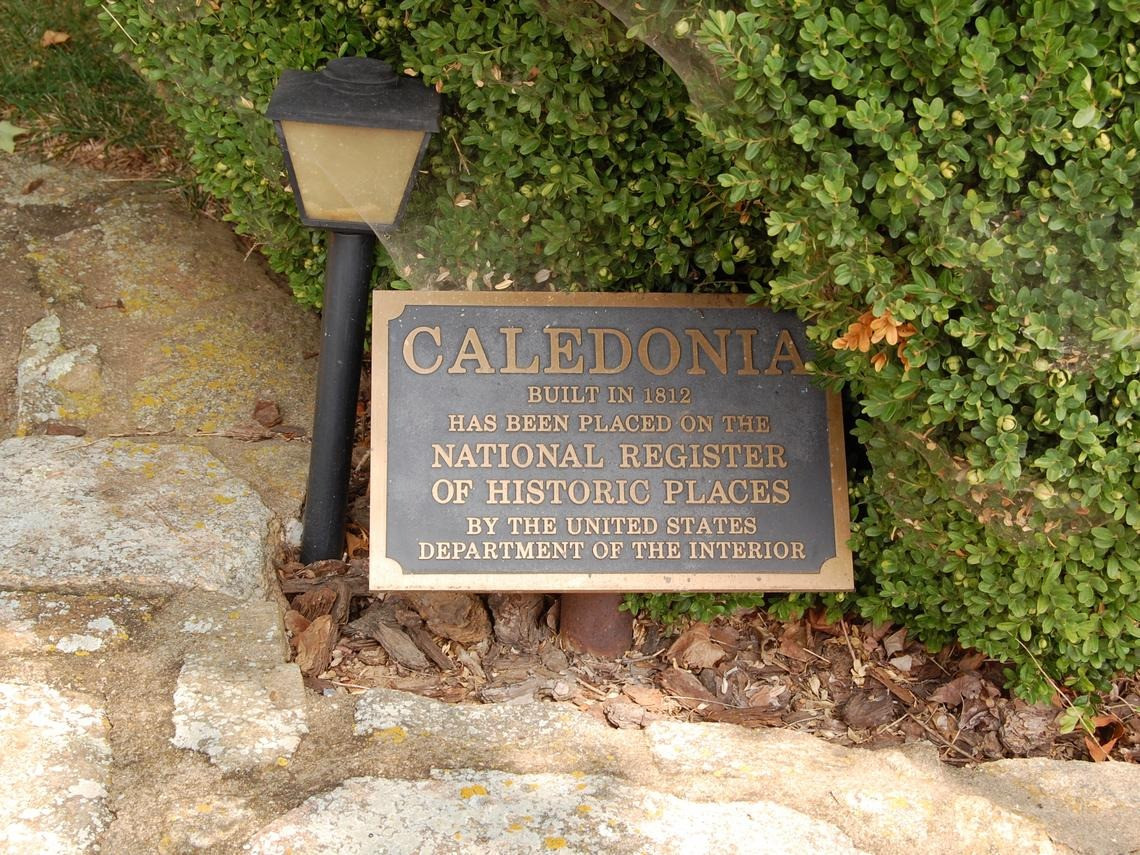 CALEDONIA
BUILT IN 1812
HAS BEEN PLACED ON THE
NATIONAL REGISTER
OF HISTORIC PLACES
BY THE UNITED STATES
DEPARTMENT OF THE INTERIOR